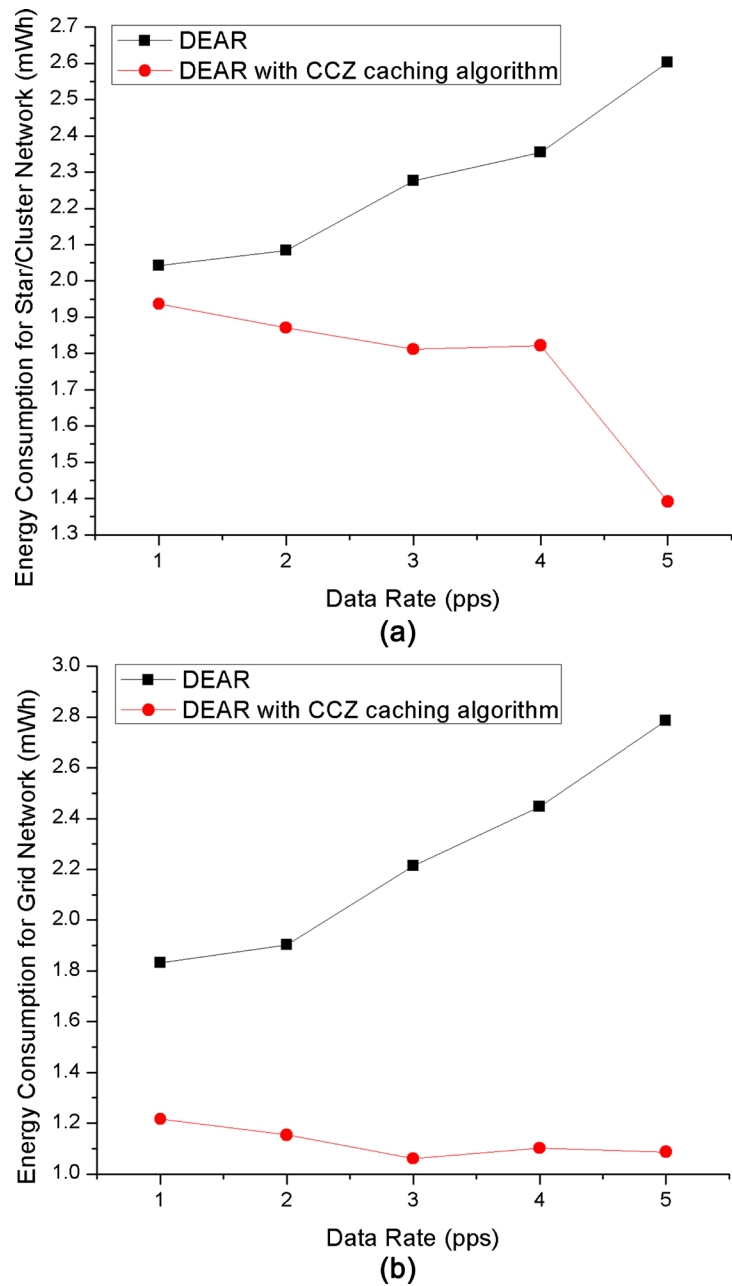 Energy Consumption for Star/Cluster Network (mWh)
2.7
2.6
2.5
2.4
2.3
2.2
2.1
2.0
1.9
1.8
1.7
1.6
1.5
1.4
1.3
DEAR
DEAR with CCZ caching algorithm
1 2 3 4 5
Data Rate (pps)
(a)
Energy Consumption for Grid Network (mWh)
3.0
2.8
2.6
2.4
2.2
2.0
1.8
1.6
1.4
1.2
1.0
DEAR
DEAR with CCZ caching algorithm
1 2 3 4 5
Data Rate (pps)
(b)